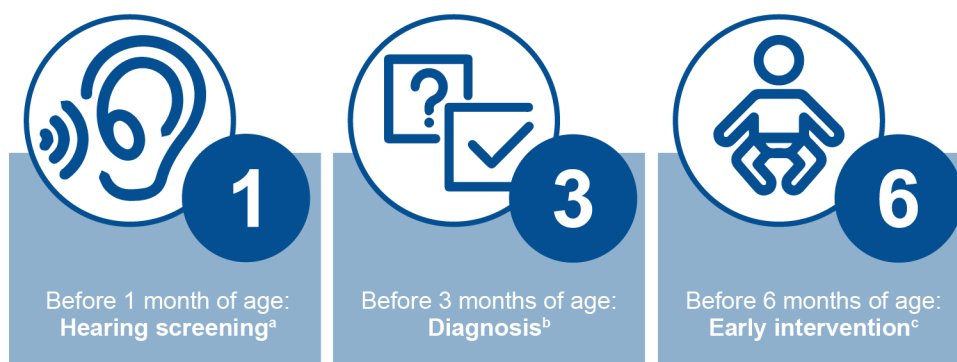 1
Before 1 month of age:
Hearing screeningᵃ
?
3
Before 3 months of age:
Diagnosisᵇ
6
Before 6 months of age:
Early interventionᶜ